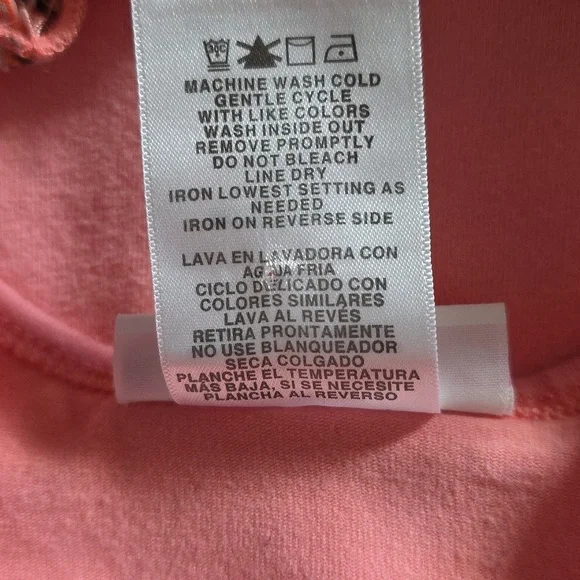 30C
MACHINE WASH COLD
GENTLE CYCLE
WITH LIKE COLORS
WASH INSIDE OUT
REMOVE PROMPTLY
DO NOT BLEACH
LINE DRY
IRON LOWEST SETTING AS
NEEDED
IRON ON REVERSE SIDE
LAVA EN LAVADORA CON
AGUA FRIA
CICLO DELICADO CON
COLORES SIMILARES
LAVA AL REVÉS
RETIRA PRONTAMENTE
NO USE BLANQUEADOR
SECA COLGADO
PLANCHE EL TEMPERATURA
MÁS BAJA, SI SE NECESITE
PLANCHA AL REVERSO